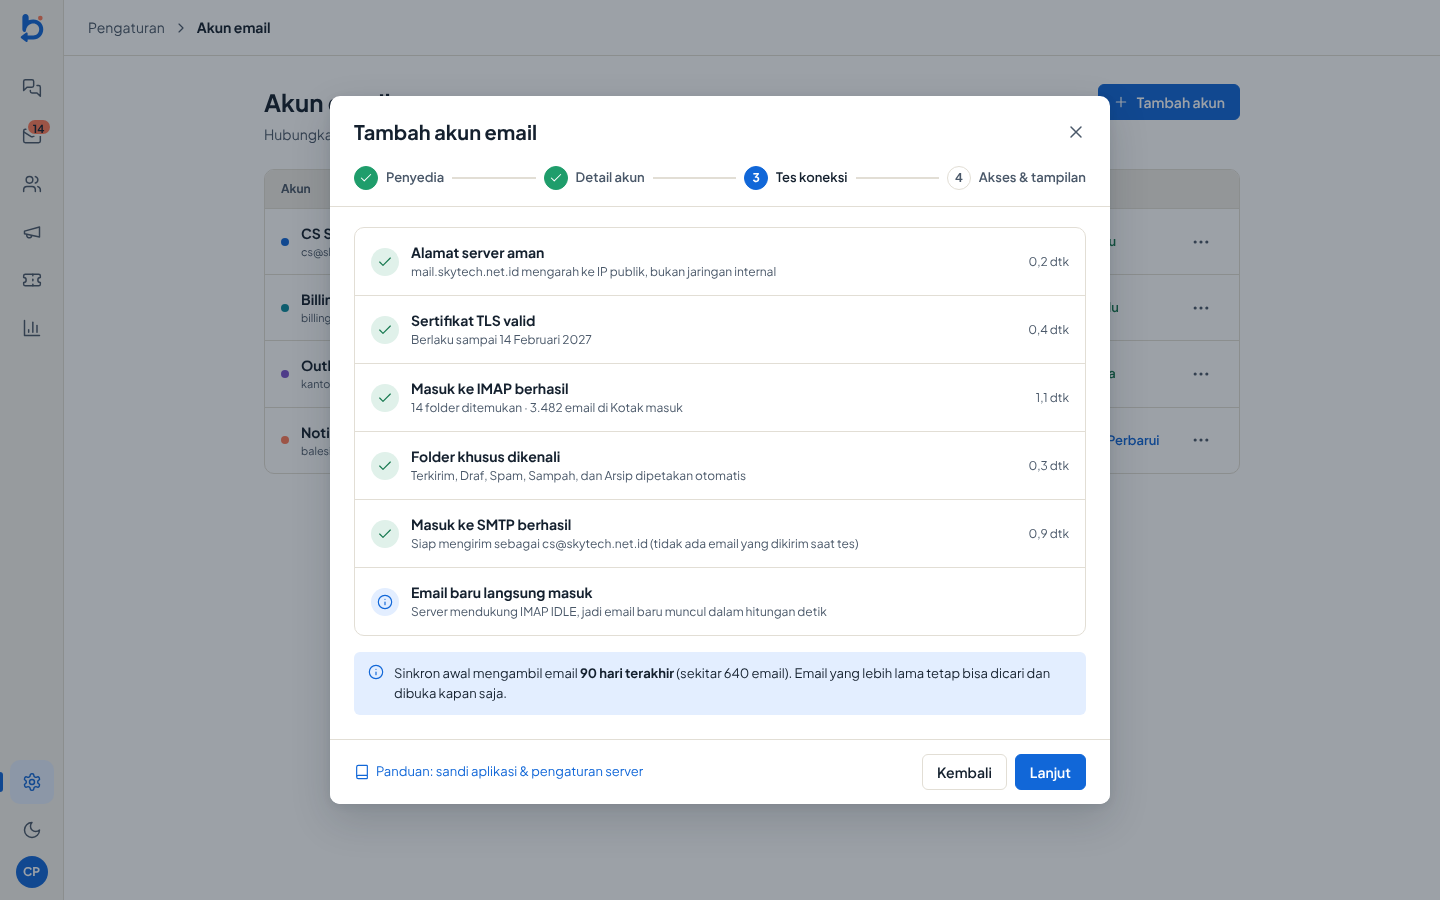 Pengaturan
Akun email
14
Akun
Tambah akun
Hubungka
Akun
CS S
cs@sk
Billin
billing
Outl
kanto
Noti
bales
Perbarui
Tambah akun email
Penyedia
Detail akun
3 Tes koneksi
4 Akses & tampilan
Alamat server aman
mail.skytech.net.id mengarah ke IP publik, bukan jaringan internal
0,2 dtk
Sertifikat TLS valid
Berlaku sampai 14 Februari 2027
0,4 dtk
Masuk ke IMAP berhasil
14 folder ditemukan · 3.482 email di Kotak masuk
1,1 dtk
Folder khusus dikenali
Terkirim, Draf, Spam, Sampah, dan Arsip dipetakan otomatis
0,3 dtk
Masuk ke SMTP berhasil
Siap mengirim sebagai cs@skytech.net.id (tidak ada email yang dikirim saat tes)
0,9 dtk
Email baru langsung masuk
Server mendukung IMAP IDLE, jadi email baru muncul dalam hitungan detik
Sinkron awal mengambil email 90 hari terakhir (sekitar 640 email). Email yang lebih lama tetap bisa dicari dan
dibuka kapan saja.
Panduan: sandi aplikasi & pengaturan server
Kembali
Lanjut
CP